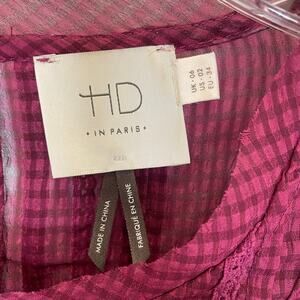 HD
• IN PARIS •
UK - 06
US - 02
EU - 34
MADE IN CHINA
FABRIQUÉ EN CHINE